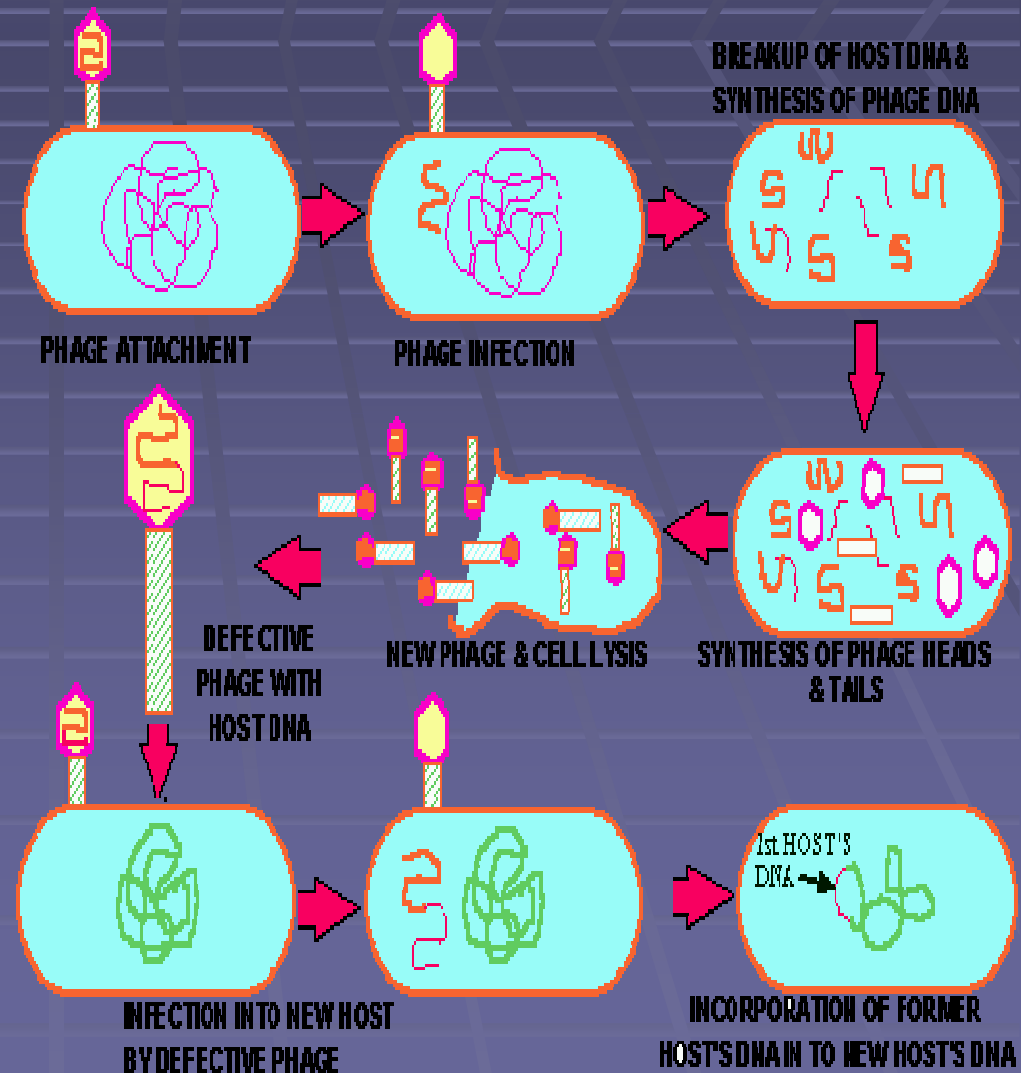 BREAKUP OF HOST DNA &
SYNTHESIS OF PHAGE DNA
PHAGE ATTACHMENT
PHAGE INFECTION
DEFECTIVE
PHAGE WITH
HOST DNA
NEW PHAGE & CELL LYSIS
SYNTHESIS OF PHAGE HEADS
& TAILS
1st HOST'S
DNA
INFECTION INTO NEW HOST
BY DEFECTIVE PHAGE
INCORPORATION OF FORMER
HOST'S DNA IN TO NEW HOST'S DNA